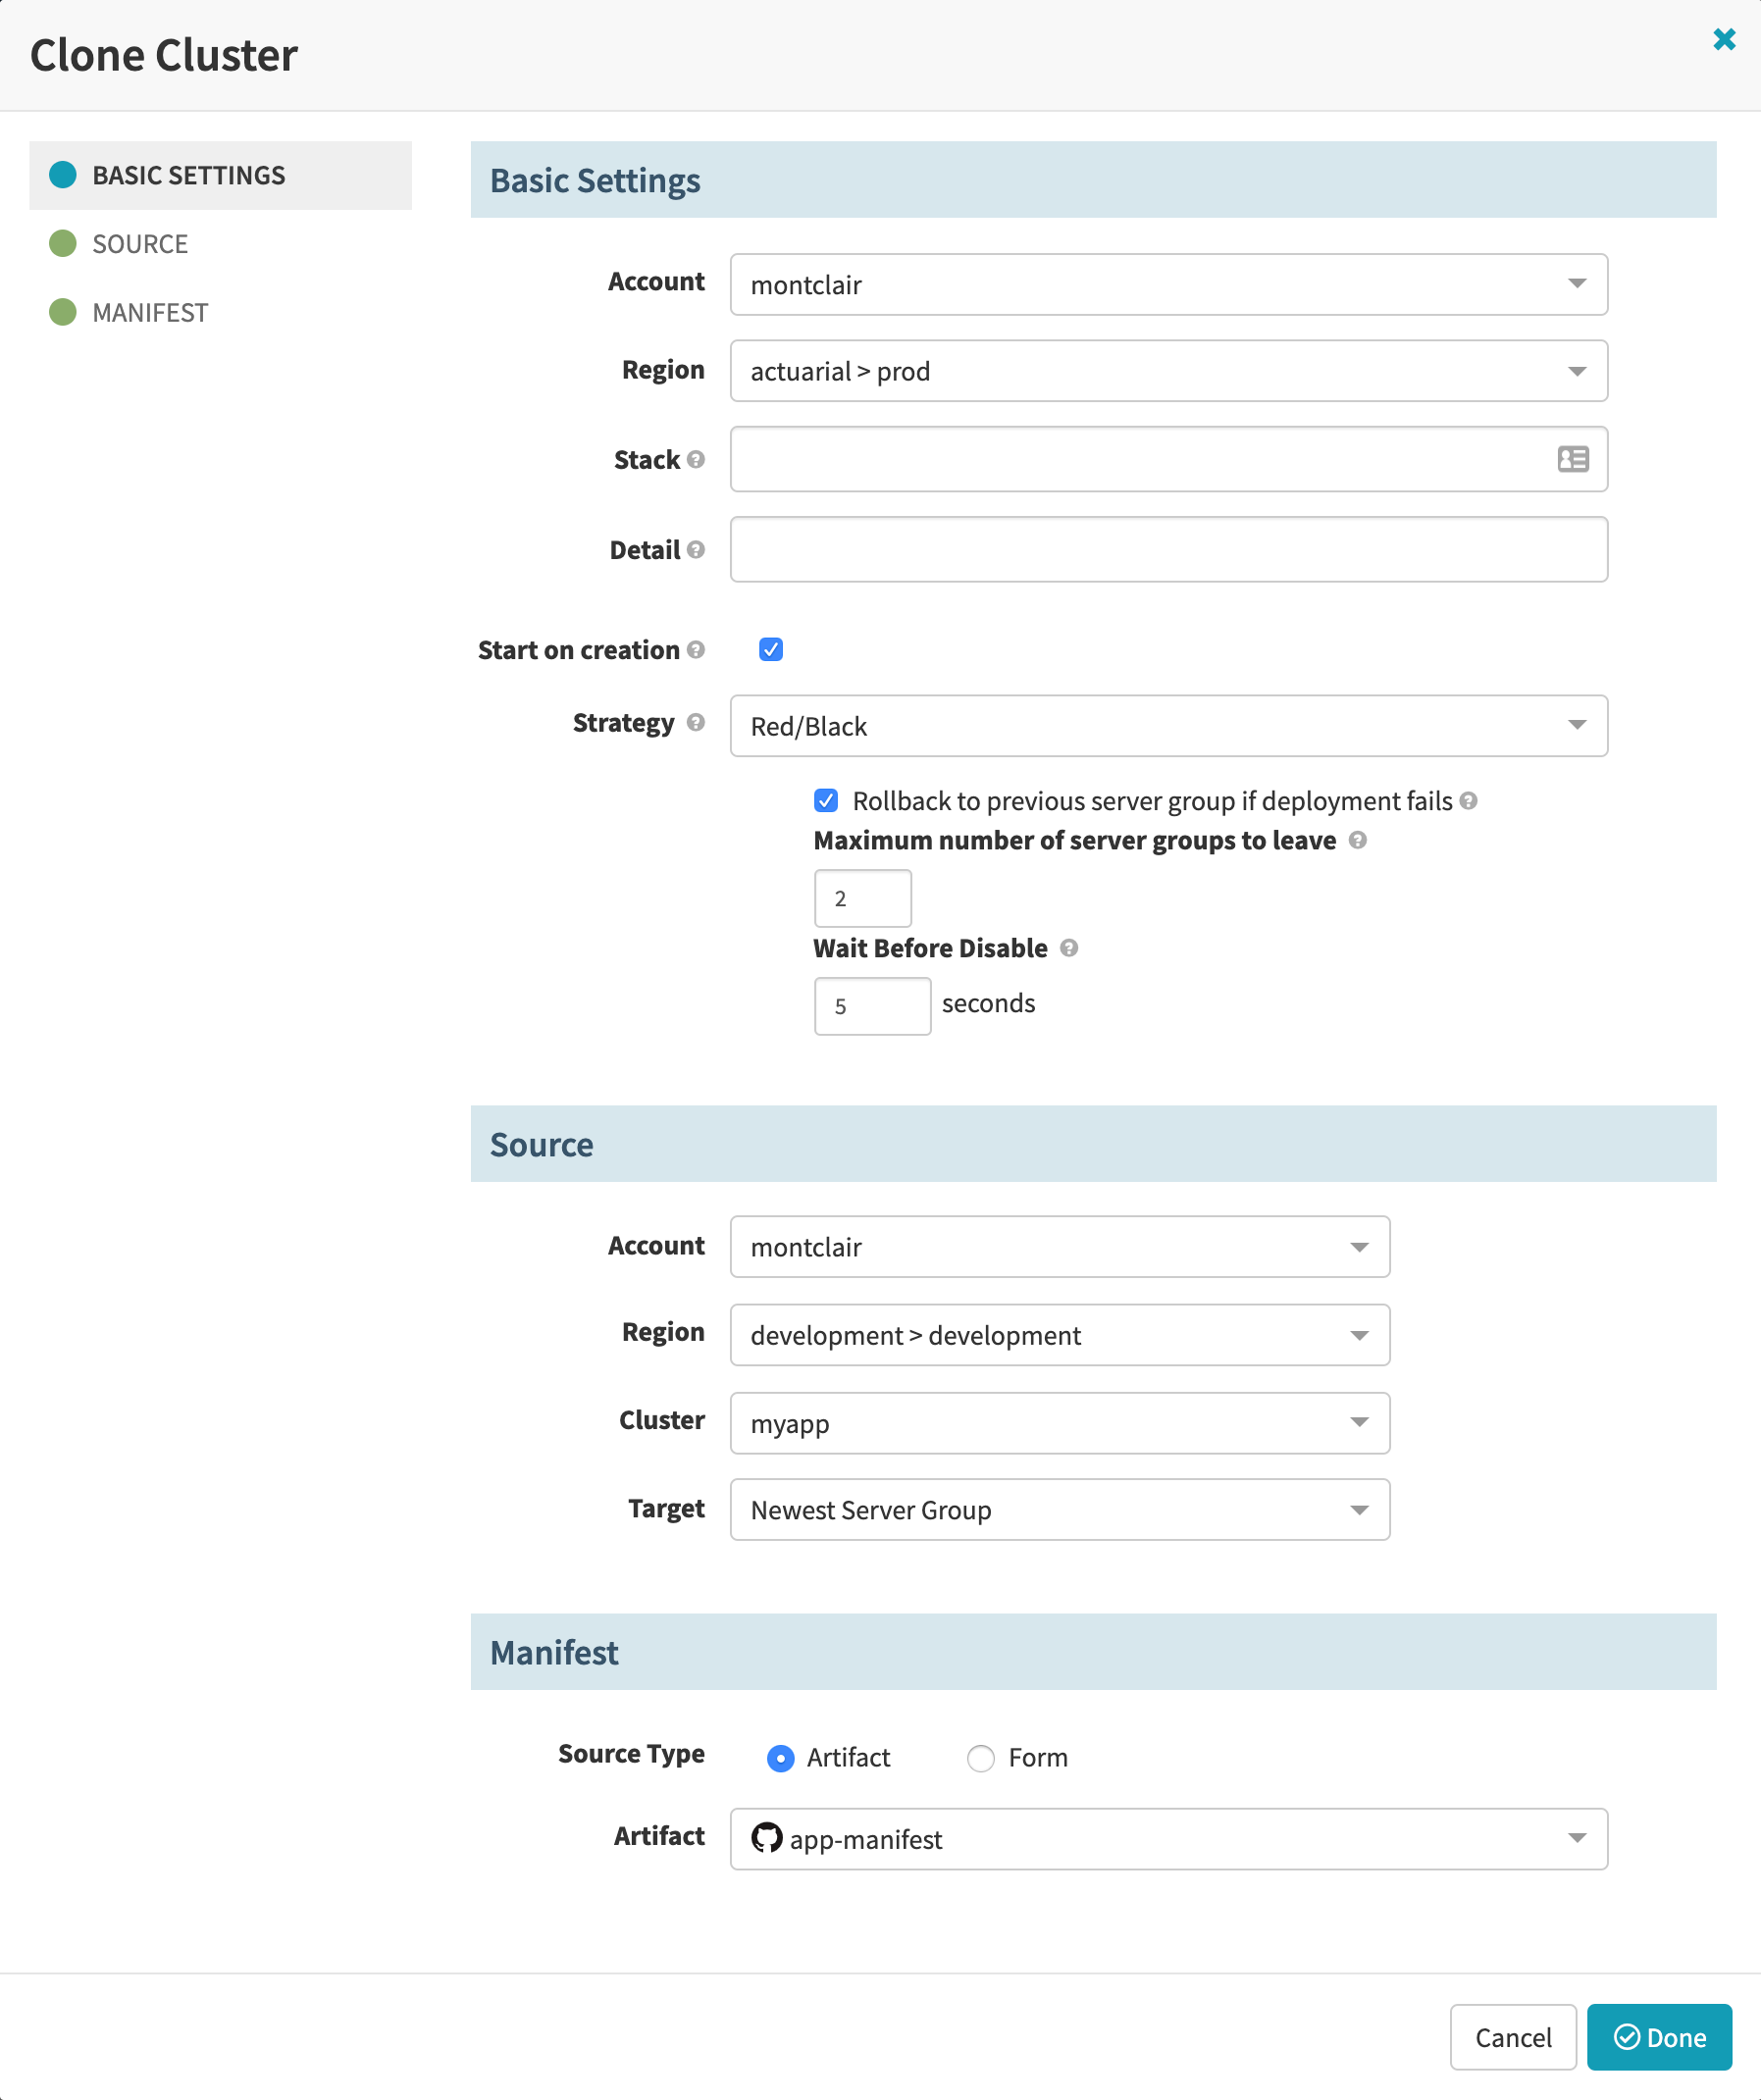 Clone Cluster
BASIC SETTINGS
SOURCE
MANIFEST
Basic Settings
Account montclair
Region actuarial > prod
Stack
Detail
Start on creation
Strategy Red/Black
Rollback to previous server group if deployment fails
Maximum number of server groups to leave
2
Wait Before Disable
5 seconds
Source
Account montclair
Region development > development
Cluster myapp
Target Newest Server Group
Manifest
Source Type Artifact Form
Artifact app-manifest
Cancel Done